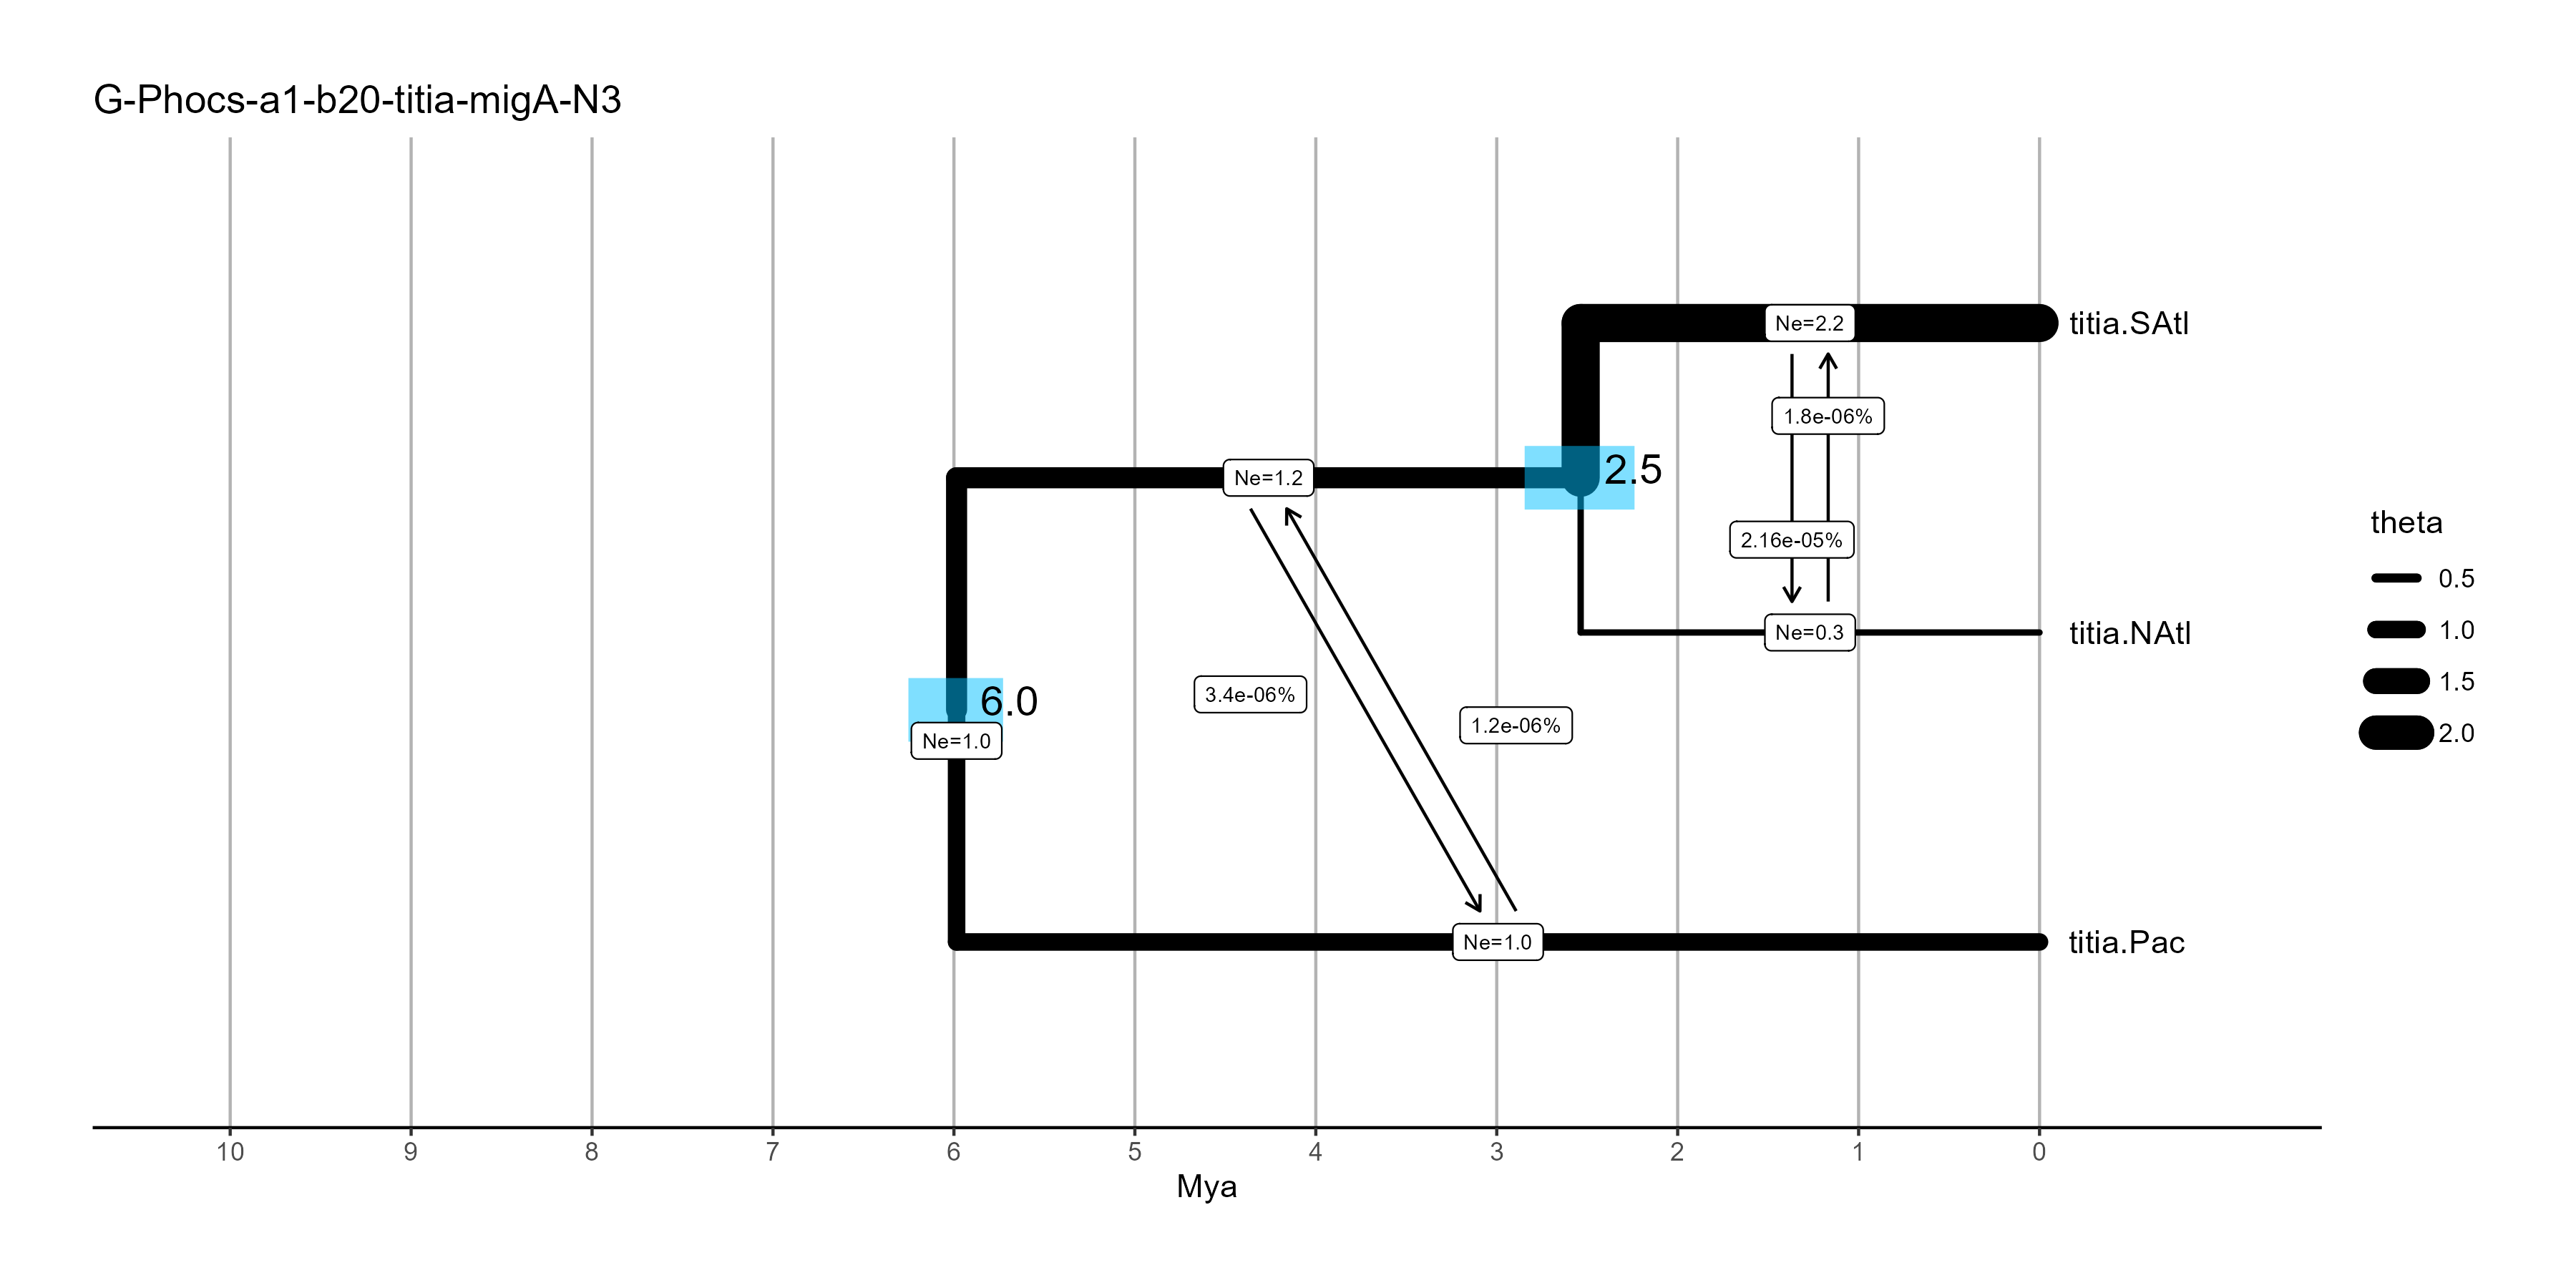 G-Phocs-a1-b20-titia-migA-N3
Ne=2.2
titia.SAtl
1.8e-06%
Ne=1.2
2.5
2.16e-05%
Ne=0.3
titia.NAtl
3.4e-06%
6.0
1.2e-06%
Ne=1.0
Ne=1.0
titia.Pac
theta
0.5
1.0
1.5
2.0
10 9 8 7 6 5 4 3 2 1 0
Mya